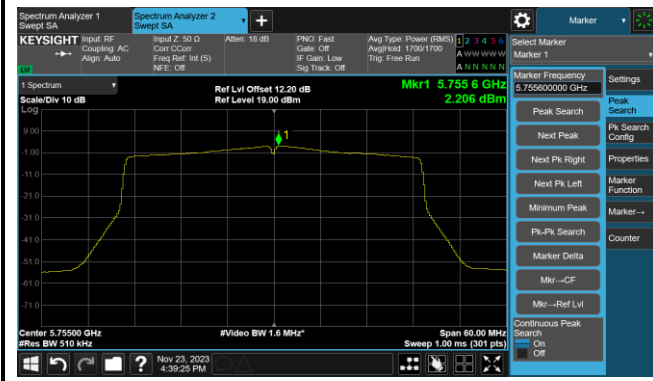 Spectrum Analyzer 1
Swept SA
Spectrum Analyzer 2
Swept SA
+
Marker
KEYSIGHT
Input: RF
Coupling: AC
Align: Auto
Input Z: 50 Ω
Corr CCorr
Freq Ref: Int (S)
NFE: Off
Atten: 18 dB
PNO: Fast
Gate: Off
IF Gain: Low
Sig Track: Off
Avg Type: Power (RMS)
Avg|Hold: 1700/1700
Trig: Free Run
1 2 3 4 5 6
A W W W W W
A N N N N N
Select Marker
Marker 1
1 Spectrum
Scale/Div 10 dB
Log
Ref Lvl Offset 12.20 dB
Ref Level 19.00 dBm
Mkr1 5.755 6 GHz
2.206 dBm
1
9.00
-1.00
-11.0
-21.0
-31.0
-41.0
-51.0
-61.0
-71.0
Center 5.75500 GHz
#Res BW 510 kHz
#Video BW 1.6 MHz*
Span 60.00 MHz
Sweep 1.00 ms (301 pts)
Marker Frequency
5.755600000 GHz
Peak Search
Next Peak
Next Pk Right
Next Pk Left
Minimum Peak
Pk-Pk Search
Marker Delta
Mkr→CF
Mkr→Ref Lvl
Continuous Peak
Search
On
Off
Settings
Peak
Search
Pk Search
Config
Properties
Marker
Function
Marker→
Counter
?
Nov 23, 2023
4:39:25 PM